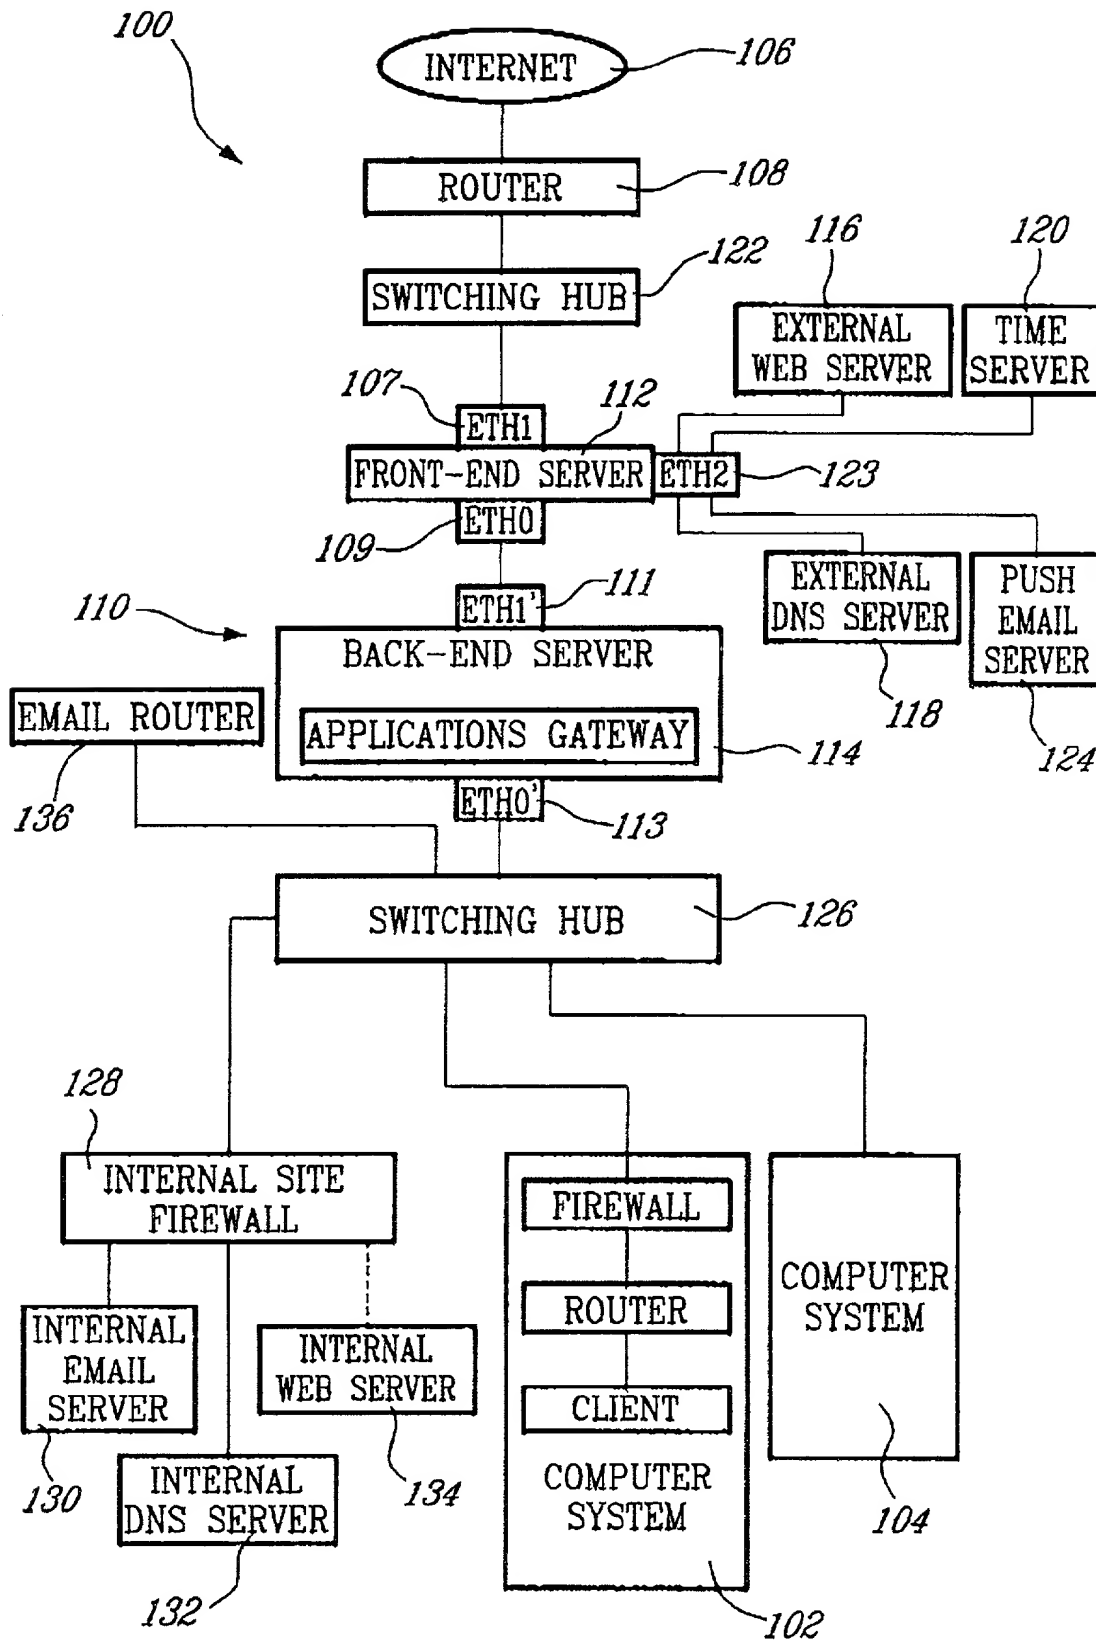 100
INTERNET
106
ROUTER
108
SWITCHING HUB
122
116
120
EXTERNAL
WEB SERVER
TIME
SERVER
107
ETH1
112
FRONT-END SERVER
ETH2
123
ETH0
109
111
ETH1'
110
BACK-END SERVER
APPLICATIONS GATEWAY
114
EXTERNAL
DNS SERVER
118
PUSH
EMAIL
SERVER
124
EMAIL ROUTER
136
ETH0'
113
SWITCHING HUB
126
128
INTERNAL SITE
FIREWALL
INTERNAL
EMAIL
SERVER
130
INTERNAL
DNS SERVER
132
INTERNAL
WEB SERVER
134
FIREWALL
ROUTER
CLIENT
COMPUTER
SYSTEM
102
COMPUTER
SYSTEM
104